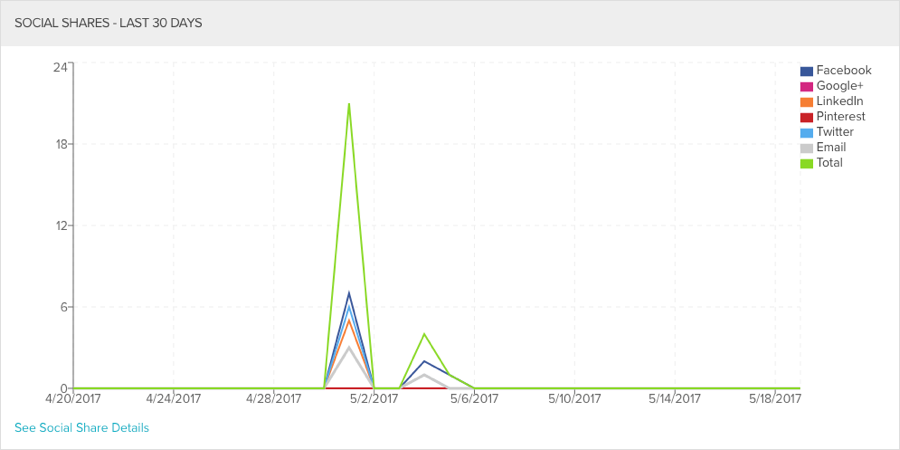 SOCIAL SHARES - LAST 30 DAYS
24
18
12
6
0
4/20/2017 4/24/2017 4/28/2017 5/2/2017 5/6/2017 5/10/2017 5/14/2017 5/18/2017
Facebook
Google+
LinkedIn
Pinterest
Twitter
Email
Total
See Social Share Details